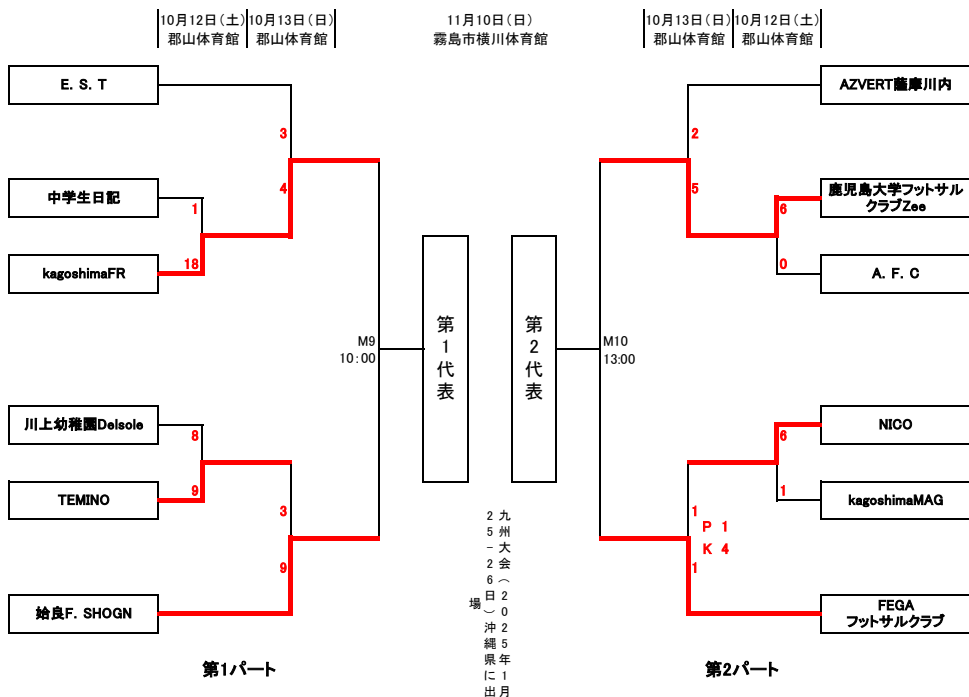 10月12日(土) 10月13日(日) 11月10日(日) 10月13日(日) 10月12日(土)
郡山体育館 郡山体育館 霧島市横川体育館 郡山体育館 郡山体育館
E. S. T
AZVERT薩摩川内
3
2
4
5
中学生日記
鹿児島大学フットサル
クラブZee
1
6
18
0
kagoshimaFR
A. F. C
第1代表
第2代表
M9
10:00
M10
13:00
川上幼稚園Delsole
NICO
8
6
9
1
TEMINO
kagoshimaMAG
3
1
P 1
K 4
9
1
九州大会(2025年1月
25-26日)沖縄県に出
場
姶良F. SHOGN
FEGA
フットサルクラブ
第1パート
第2パート